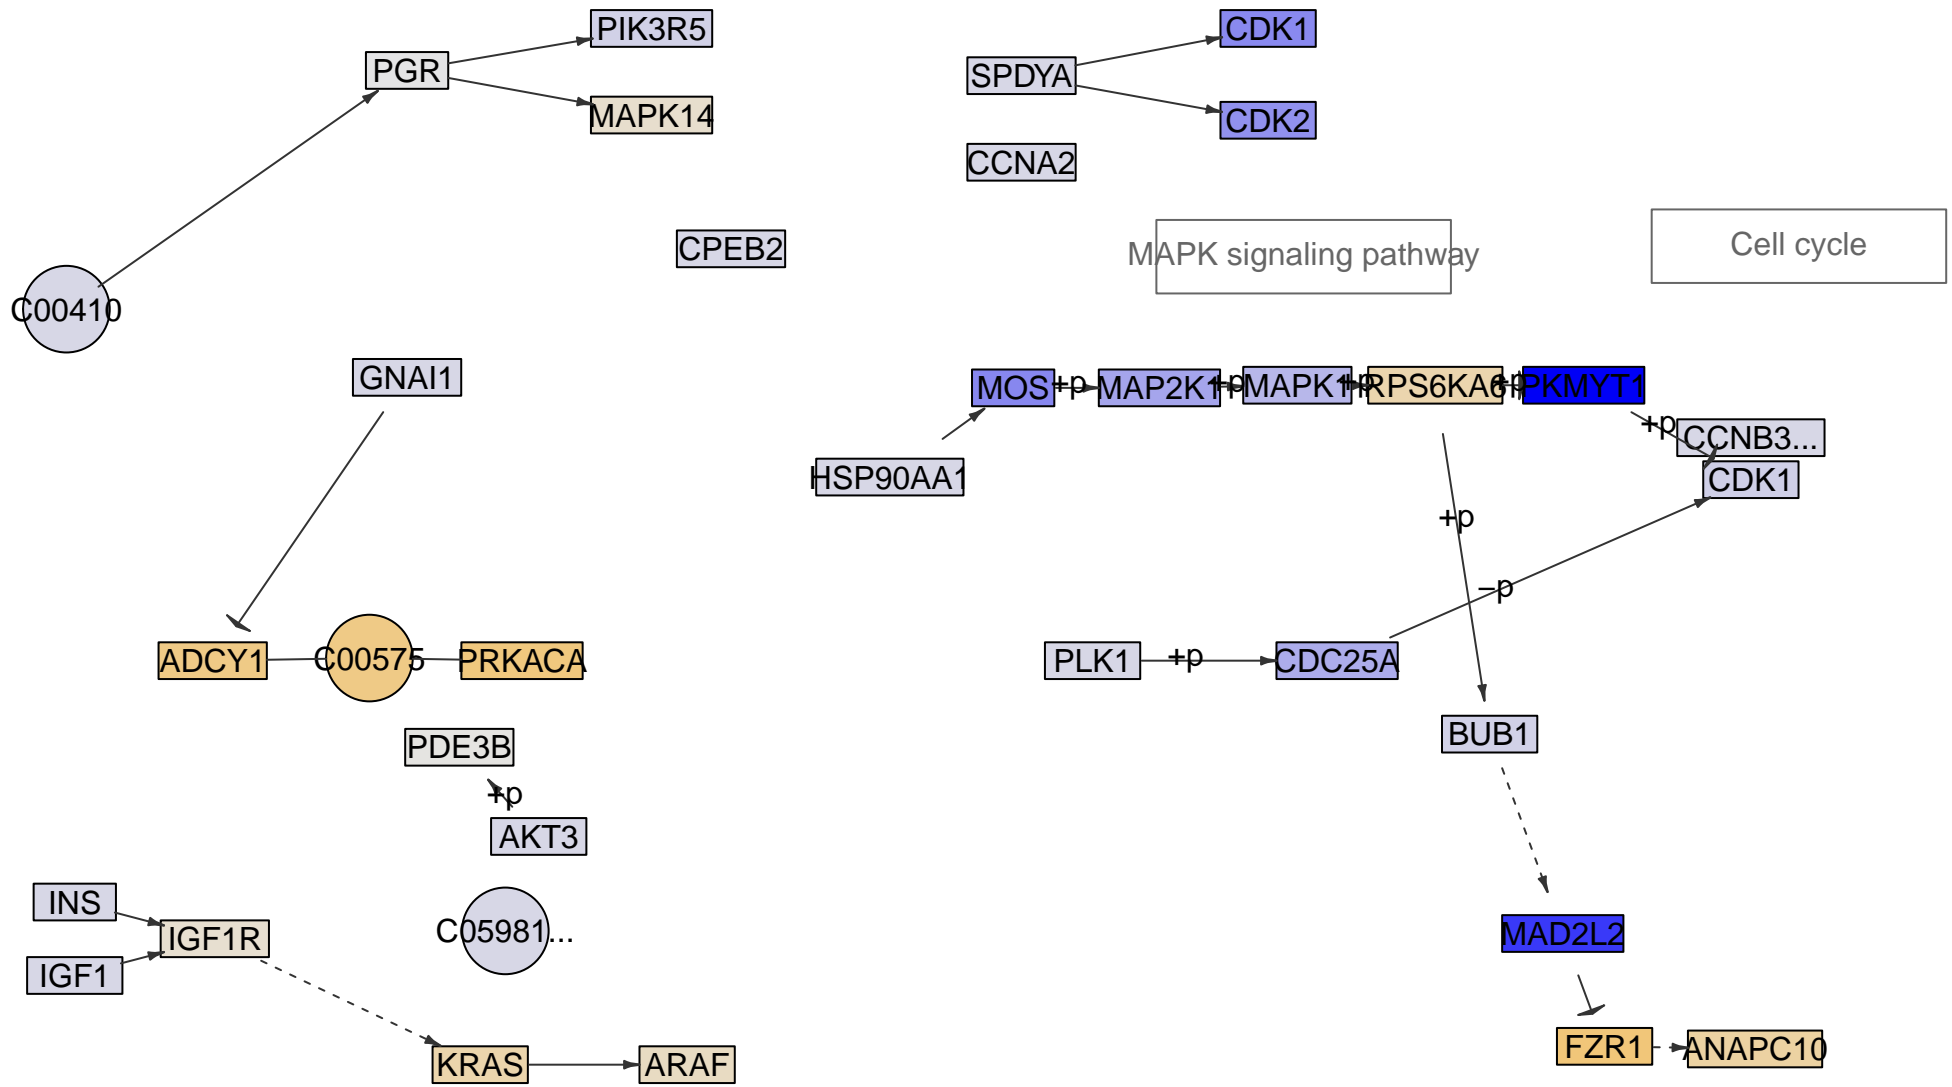 PIK3R5
CDK1
PGR
SPDYA
MAPK14
CDK2
CCNA2
CPEB2
MAPK signaling pathway
Cell cycle
C00410
GNAI1
MOS
+p
MAP2K1
+p
MAPK1
+p
RPS6KA6
+p
PKMYT1
+p
CCNB3...
HSP90AA1
CDK1
+p
–p
ADCY1
C00575
PRKACA
PLK1
+p
CDC25A
BUB1
PDE3B
+p
AKT3
INS
IGF1R
C05981...
MAD2L2
IGF1
FZR1
ANAPC10
KRAS
ARAF